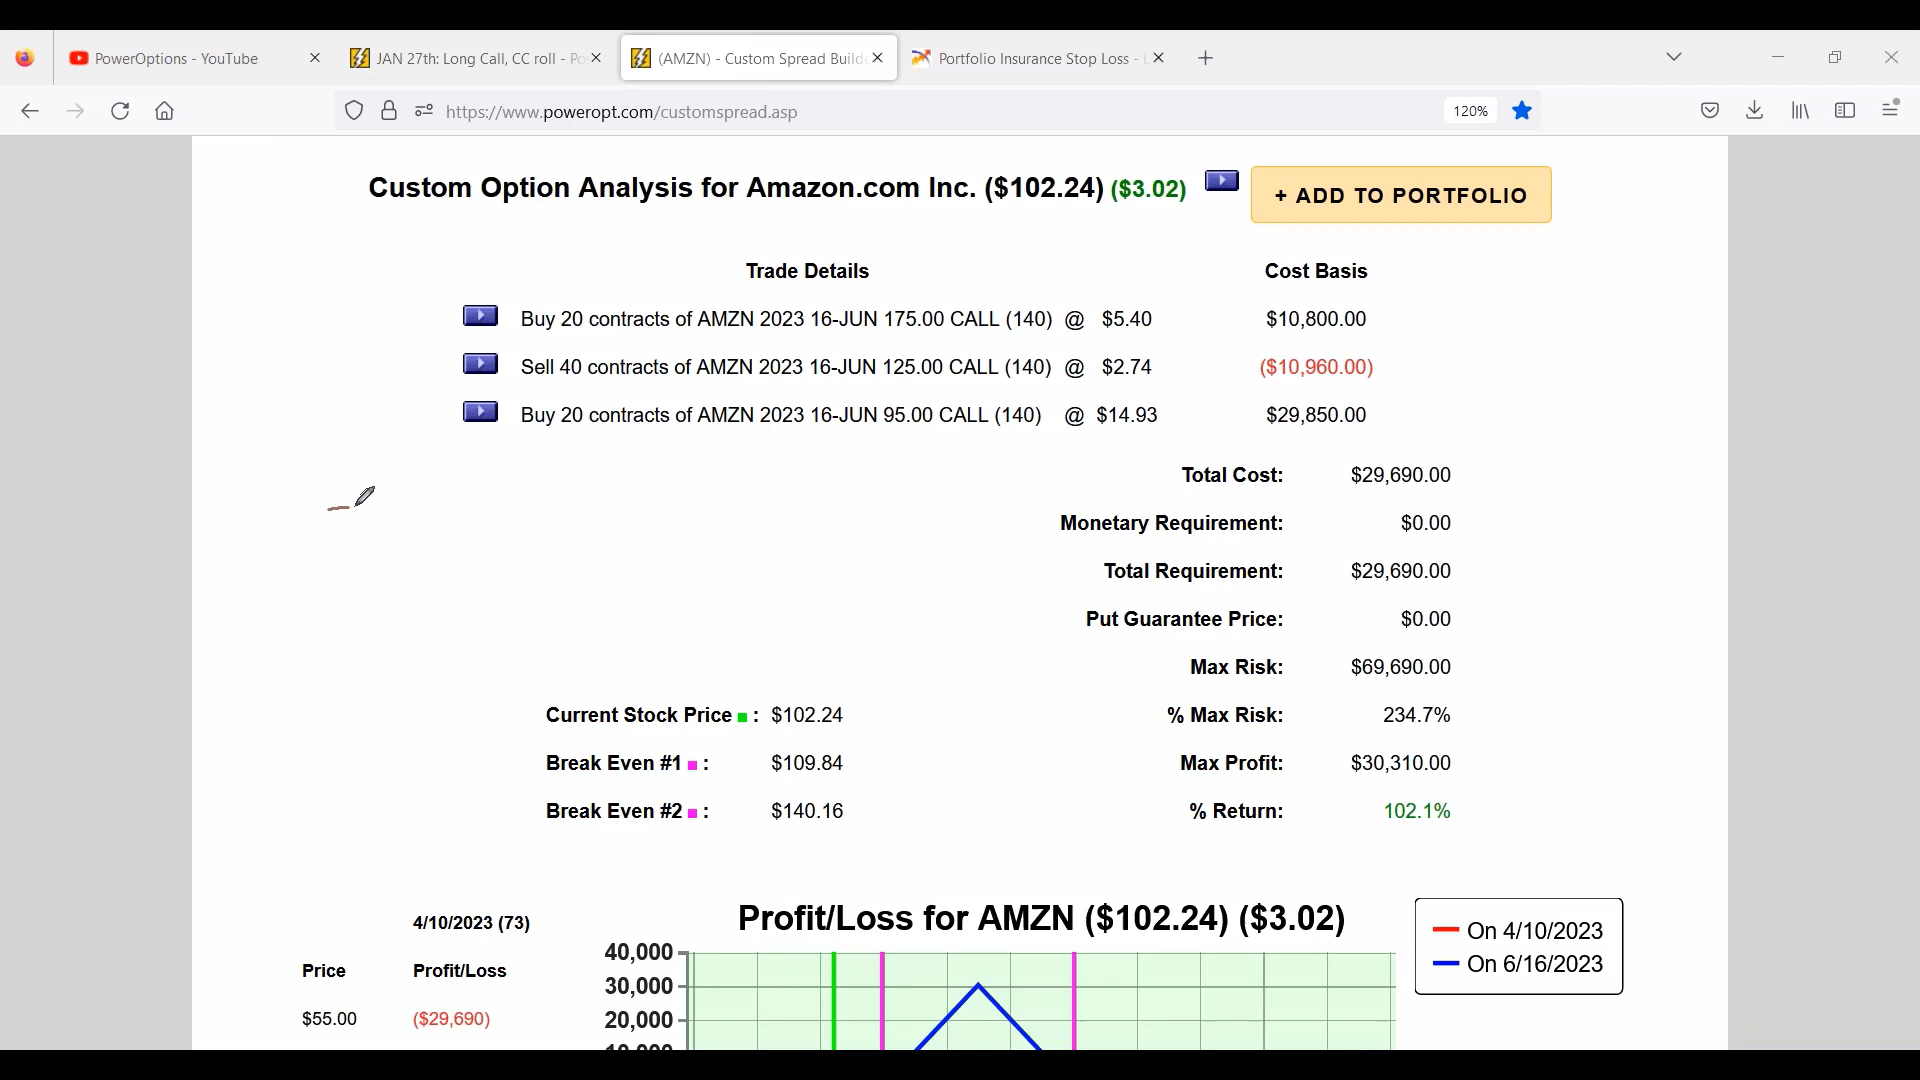 PowerOptions - YouTube
JAN 27th: Long Call, CC roll - Po
(AMZN) - Custom Spread Builde
Portfolio Insurance Stop Loss - L
https://www.poweropt.com/customspread.asp
120%
Custom Option Analysis for Amazon.com Inc. ($102.24) ($3.02)
+ ADD TO PORTFOLIO
Trade Details Cost Basis
Buy 20 contracts of AMZN 2023 16-JUN 175.00 CALL (140) @ $5.40 $10,800.00
Sell 40 contracts of AMZN 2023 16-JUN 125.00 CALL (140) @ $2.74 ($10,960.00)
Buy 20 contracts of AMZN 2023 16-JUN 95.00 CALL (140) @ $14.93 $29,850.00
Total Cost: $29,690.00
Monetary Requirement: $0.00
Total Requirement: $29,690.00
Put Guarantee Price: $0.00
Max Risk: $69,690.00
Current Stock Price : $102.24 % Max Risk: 234.7%
Break Even #1 : $109.84 Max Profit: $30,310.00
Break Even #2 : $140.16 % Return: 102.1%
4/10/2023 (73)
Price Profit/Loss
$55.00 ($29,690)
Profit/Loss for AMZN ($102.24) ($3.02)
40,000
30,000
20,000
10,000
On 4/10/2023
On 6/16/2023